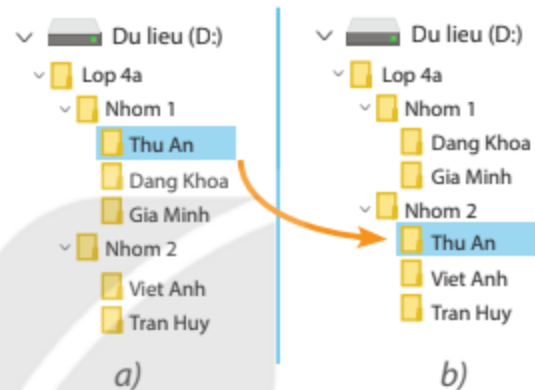 Du lieu (D:)
Lop 4a
Nhom 1
Thu An
Dang Khoa
Gia Minh
Nhom 2
Viet Anh
Tran Huy
a)
Du lieu (D:)
Lop 4a
Nhom 1
Dang Khoa
Gia Minh
Nhom 2
Thu An
Viet Anh
Tran Huy
b)